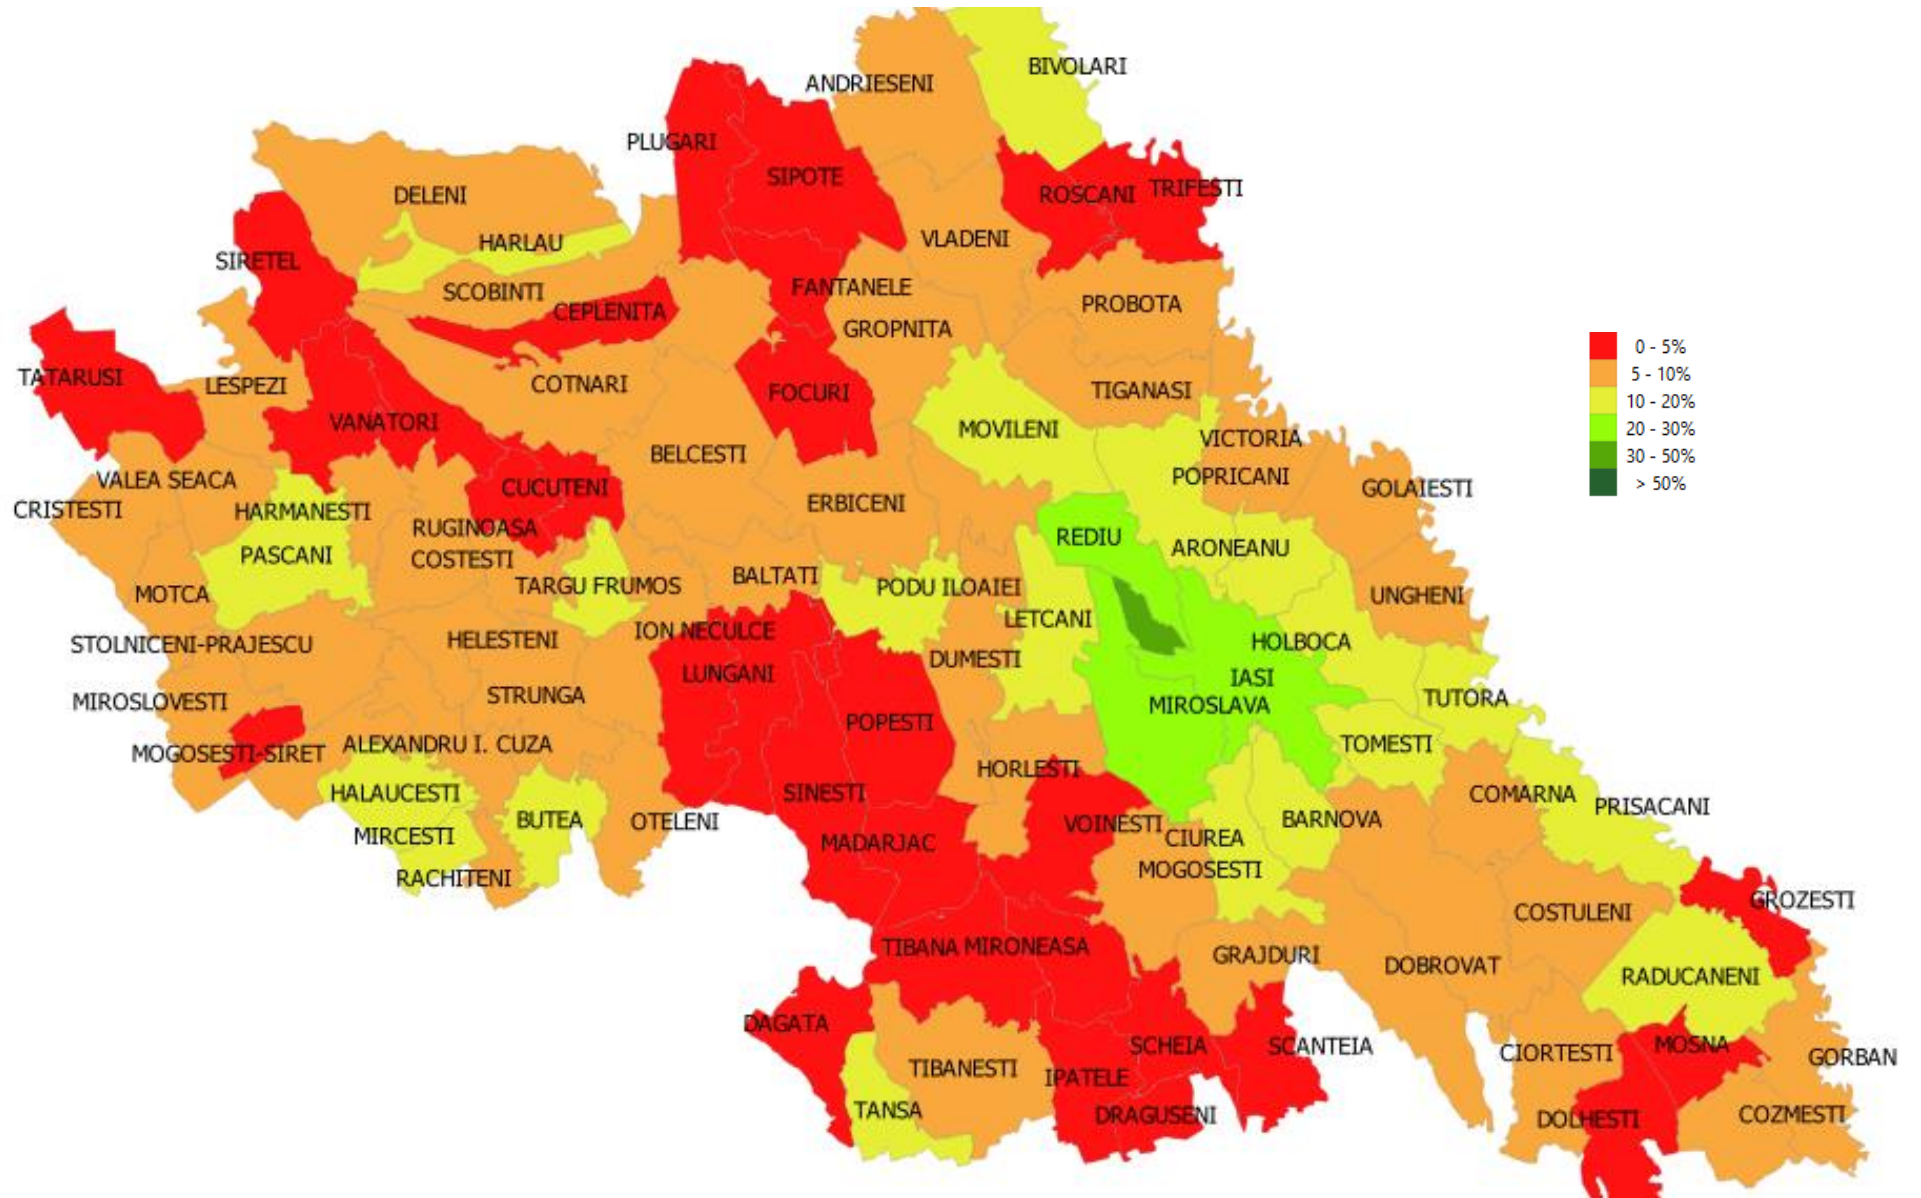 BIVOLARI
ANDRIESENI
PLUGARI
SIPOTE
ROSCANI
TRIFESTI
DELENI
HARLAU
VLADENI
SIRETEL
SCOBINTI
CEPLENITA
FANTANELE
PROBOTA
GROPNITA
TATARUSI
LESPEZI
COTNARI
FOCURI
TIGANASI
VANATORI
MOVILENI
VICTORIA
BELCESTI
POPRICANI
GOLAIESTI
VALEA SEACA
CUCUTENI
ERBICENI
CRISTESTI
HARMANESTI
RUGINOASA
REDIU
ARONEANU
PASCANI
COSTESTI
TARGU FRUMOS
BALTATI
PODU ILOAIEI
UNGHENI
MOTCA
LETCANI
STOLNICENI-PRAJESCU
HELESTENI
ION NECULCE
HOLBOCA
LUNGANI
DUMESTI
IASI
MIROSLOVESTI
STRUNGA
MIROSLAVA
TUTORA
POPESTI
MOGOSESTI-SIRET
ALEXANDRU I. CUZA
TOMESTI
HORLESTI
HALAUCESTI
SINESTI
COMARNA
PRISACANI
BUTEA
OTELENI
VOINESTI
BARNOVA
MIRCESTI
MADARJAC
CIUREA
RACHITENI
MOGOSESTI
GROZESTI
COSTULENI
TIBANA
MIRONEASA
GRAJDURI
DOBROVAT
RADUCANENI
DAGATA
SCHEIA
SCANTEIA
CIORTESTI
MOSNA
GORBAN
TIBANESTI
IPATELE
TANSA
DRAGUSENI
DOLHESTI
COZMESTI
0 - 5%
5 - 10%
10 - 20%
20 - 30%
30 - 50%
> 50%